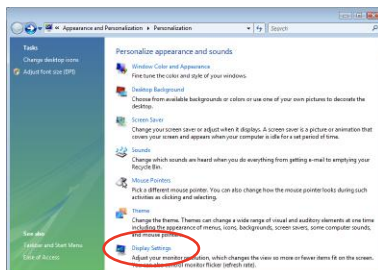 Appearance and Personalization
Personalization
Search
Tasks
Change desktop icons
Adjust font size (DPI)
Personalize appearance and sounds
Window Color and Appearance
Fine tune the color and style of your windows.
Desktop Background
Choose from available backgrounds or colors or use one of your own pictures to decorate the
desktop.
Screen Saver
Change your screen saver or adjust when it displays. A screen saver is a picture or animation that
covers your screen and appears when your computer is idle for a set period of time.
Sounds
Change which sounds are heard when you do everything from getting e-mail to emptying your
Recycle Bin.
Mouse Pointers
Pick a different mouse pointer. You can also change how the mouse pointer looks during such
activities as clicking and selecting.
Theme
Change the theme. Themes can change a wide range of visual and auditory elements at one time
including the appearance of menus, icons, backgrounds, screen savers, some computer sounds,
and mouse pointers.
See also
Taskbar and Start Menu
Ease of Access
Display Settings
Adjust your monitor resolution, which changes the view so more or fewer items fit on the screen.
You can also control monitor flicker (refresh rate).